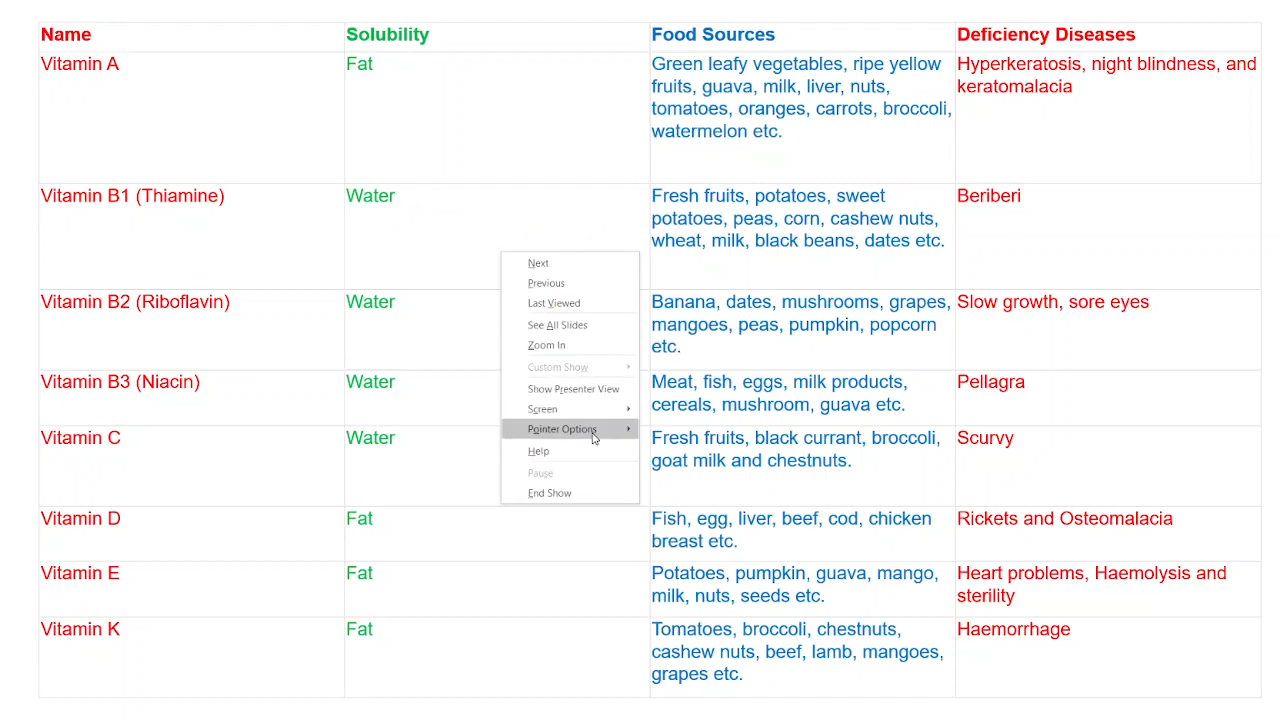 Name Solubility Food Sources Deficiency Diseases
Vitamin A Fat Green leafy vegetables, ripe yellow Hyperkeratosis, night blindness, and
fruits, guava, milk, liver, nuts, keratomalacia
tomatoes, oranges, carrots, broccoli,
watermelon etc.
Vitamin B1 (Thiamine) Water Fresh fruits, potatoes, sweet Beriberi
potatoes, peas, corn, cashew nuts,
wheat, milk, black beans, dates etc.
Vitamin B2 (Riboflavin) Water Banana, dates, mushrooms, grapes, Slow growth, sore eyes
mangoes, peas, pumpkin, popcorn
etc.
Vitamin B3 (Niacin) Water Meat, fish, eggs, milk products, Pellagra
cereals, mushroom, guava etc.
Vitamin C Water Fresh fruits, black currant, broccoli, Scurvy
goat milk and chestnuts.
Vitamin D Fat Fish, egg, liver, beef, cod, chicken Rickets and Osteomalacia
breast etc.
Vitamin E Fat Potatoes, pumpkin, guava, mango, Heart problems, Haemolysis and
milk, nuts, seeds etc. sterility
Vitamin K Fat Tomatoes, broccoli, chestnuts, Haemorrhage
cashew nuts, beef, lamb, mangoes,
grapes etc.
Next
Previous
Last Viewed
See All Slides
Zoom In
Custom Show
Show Presenter View
Screen
Pointer Options
Help
Pause
End Show